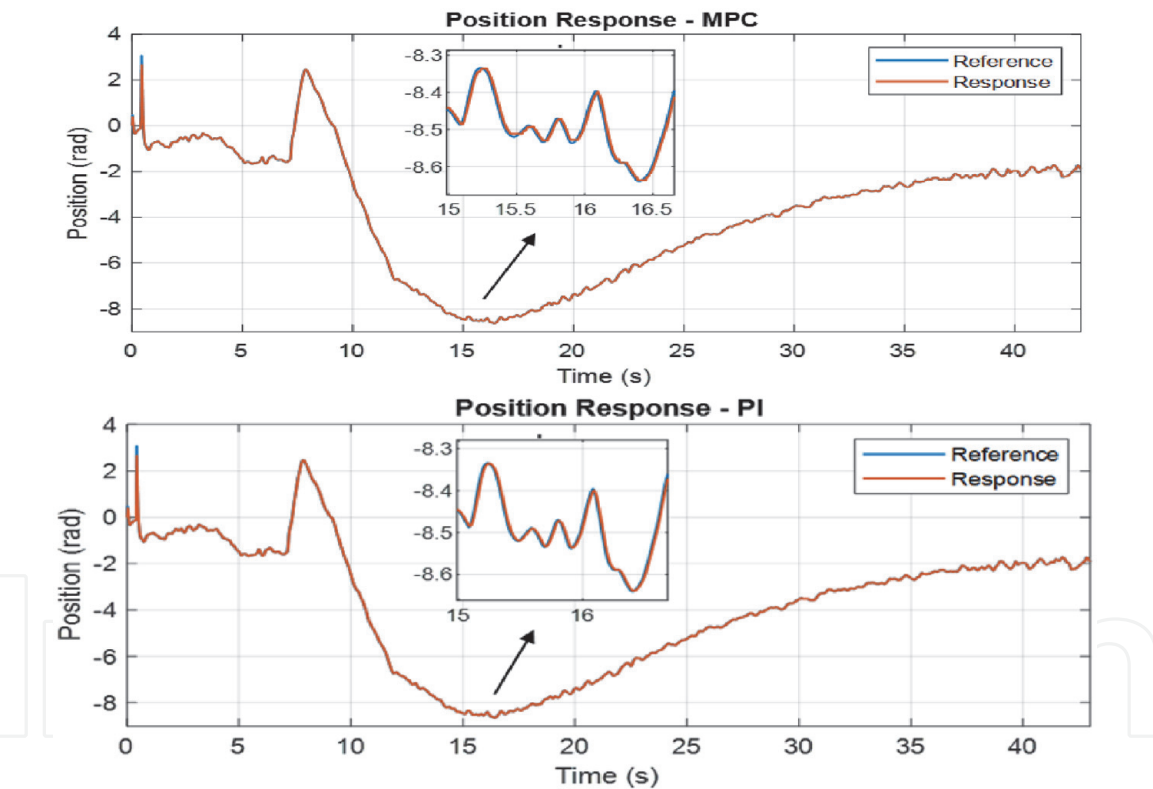 Position Response - MPC
4
2
0
-2
-4
-6
-8
Position (rad)
Reference
Response
-8.3
-8.4
-8.5
-8.6
15 15.5 16 16.5
0 5 10 15 20 25 30 35 40
Time (s)
Position Response - PI
4
2
0
-2
-4
-6
-8
Position (rad)
Reference
Response
-8.3
-8.4
-8.5
-8.6
15 16
0 5 10 15 20 25 30 35 40
Time (s)